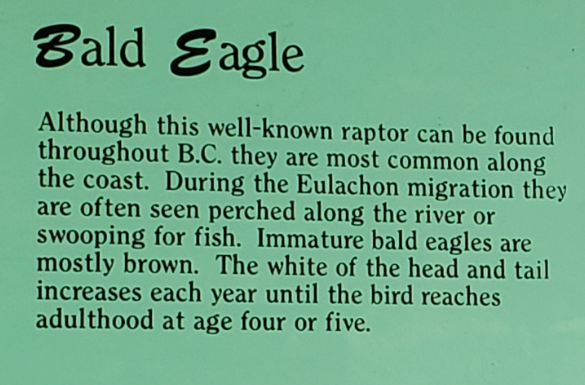 Bald Eagle
Although this well-known raptor can be found
throughout B.C. they are most common along
the coast. During the Eulachon migration they
are often seen perched along the river or
swooping for fish. Immature bald eagles are
mostly brown. The white of the head and tail
increases each year until the bird reaches
adulthood at age four or five.